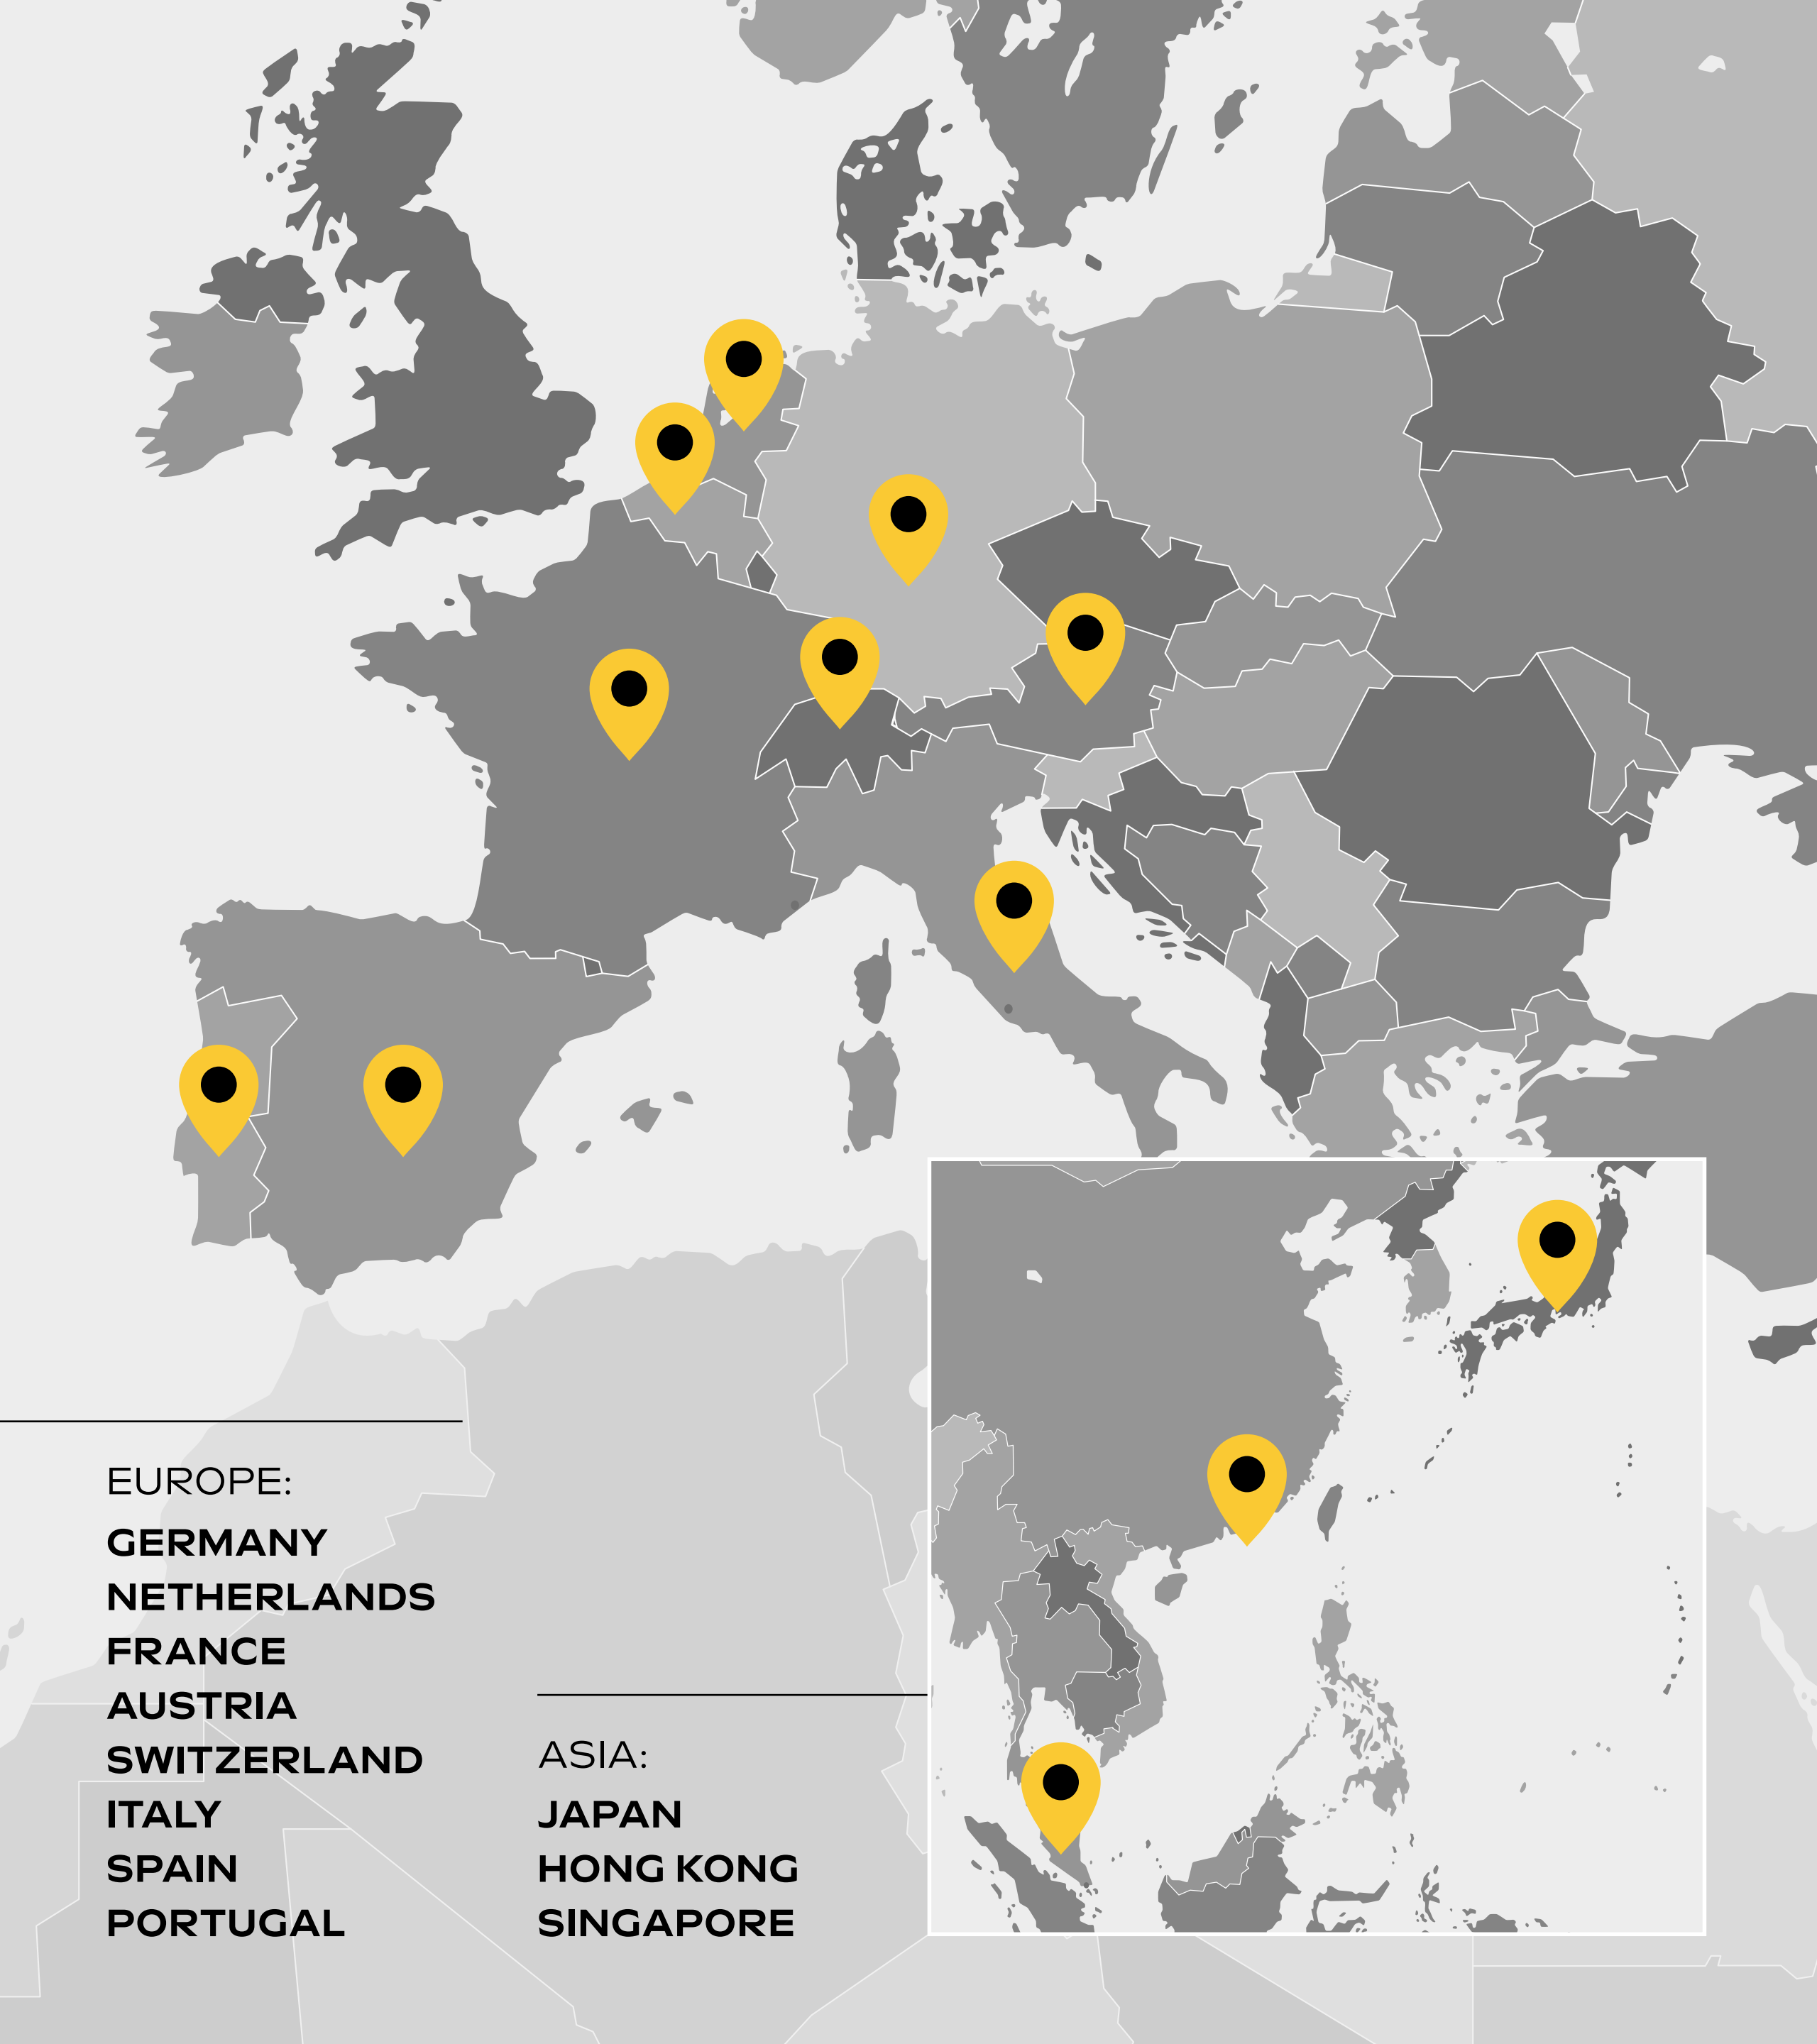 EUROPE:
GERMANY
NETHERLANDS
FRANCE
AUSTRIA
SWITZERLAND
ITALY
SPAIN
PORTUGAL
ASIA:
JAPAN
HONG KONG
SINGAPORE